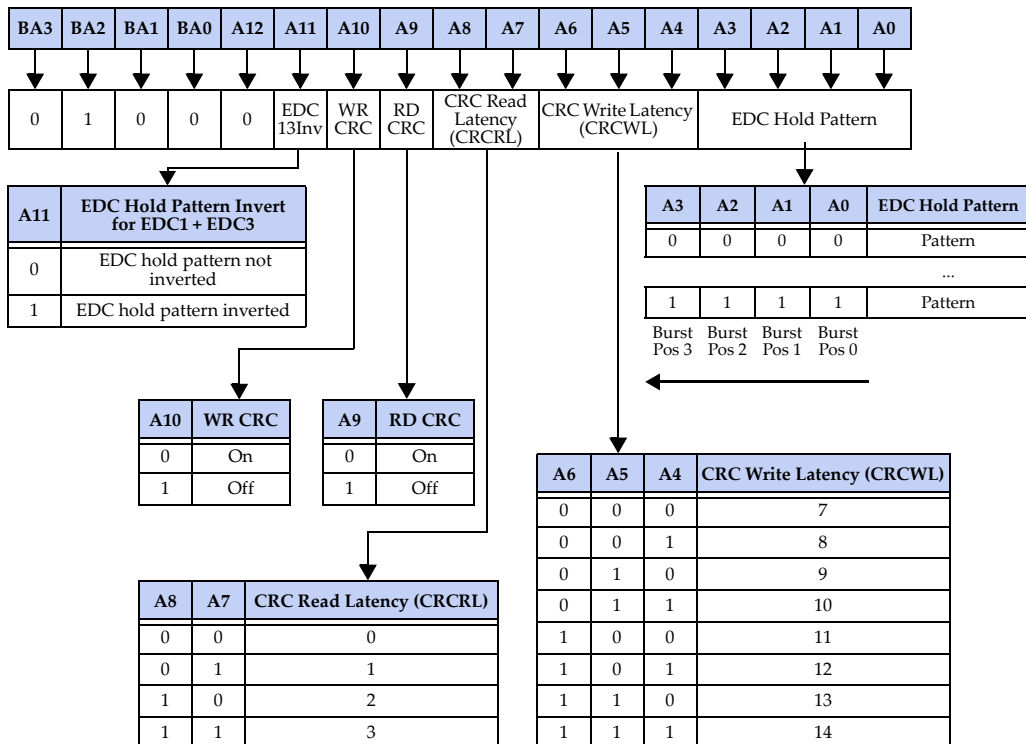 BA3 BA2 BA1 BA0 A12 A11 A10 A9 A8 A7 A6 A5 A4 A3 A2 A1 A0
0 1 0 0 0 EDC 13Inv WR CRC RD CRC CRC Read Latency (CRCRL) CRC Write Latency (CRCWL) EDC Hold Pattern
A11 EDC Hold Pattern Invert for EDC1 + EDC3
0 EDC hold pattern not inverted
1 EDC hold pattern inverted
A3 A2 A1 A0 EDC Hold Pattern
0 0 0 0 Pattern
...
1 1 1 1 Pattern
Burst Pos 3 Burst Pos 2 Burst Pos 1 Burst Pos 0
A10 WR CRC
0 On
1 Off
A9 RD CRC
0 On
1 Off
A8 A7 CRC Read Latency (CRCRL)
0 0 0
0 1 1
1 0 2
1 1 3
A6 A5 A4 CRC Write Latency (CRCWL)
0 0 0 7
0 0 1 8
0 1 0 9
0 1 1 10
1 0 0 11
1 0 1 12
1 1 0 13
1 1 1 14